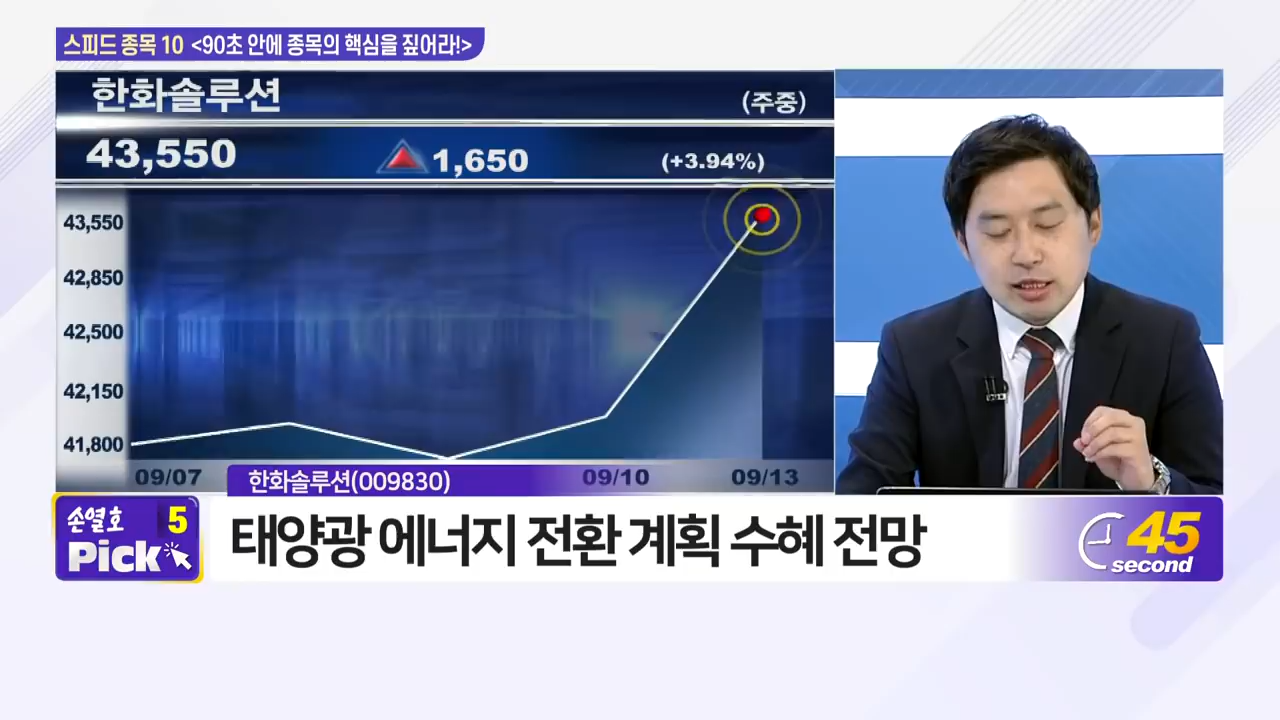 스피드 종목 10 <90초 안에 종목의 핵심을 짚어라!>
한화솔루션
(주중)
43,550 ▲ 1,650 (+3.94%)
43,550
42,850
42,500
42,150
41,800
09/07 09/10 09/13
한화솔루션(009830)
손열호 5
Pick
태양광 에너지 전환 계획 수혜 전망
45
second